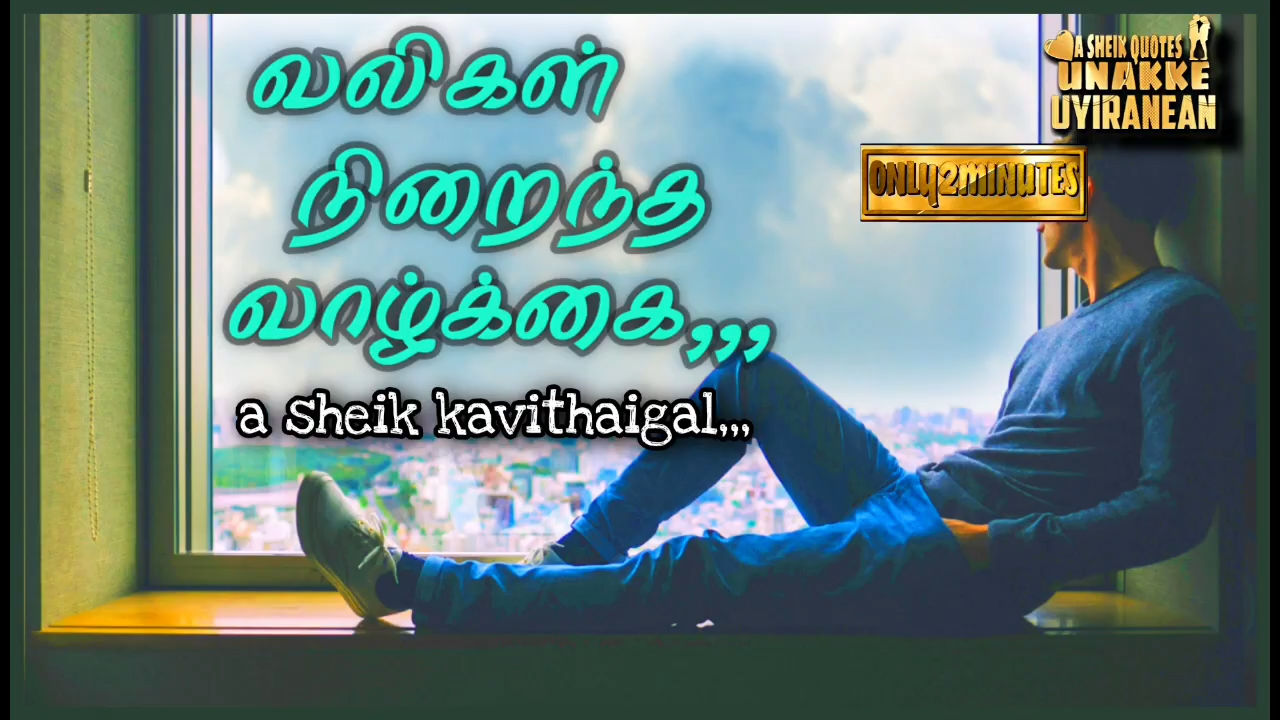 வலிகள்
நிறைந்த
வாழ்க்கை,,,
a sheik kavithaigal,,,
A SHEIK QUOTES
UNAKKE
UYIRANEAN
ONLY2MINUTES